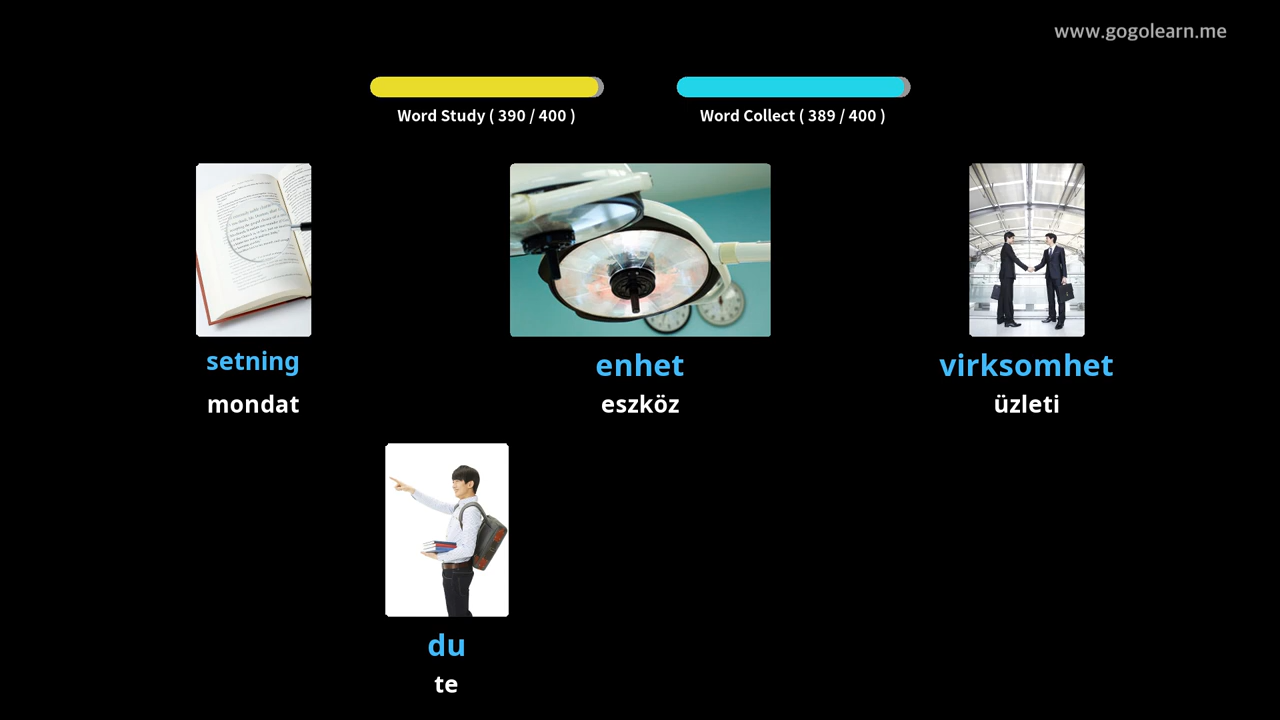 www.gogolearn.me
Word Study ( 390 / 400 )
Word Collect ( 389 / 400 )
setning
mondat
enhet
eszköz
virksomhet
üzleti
du
te